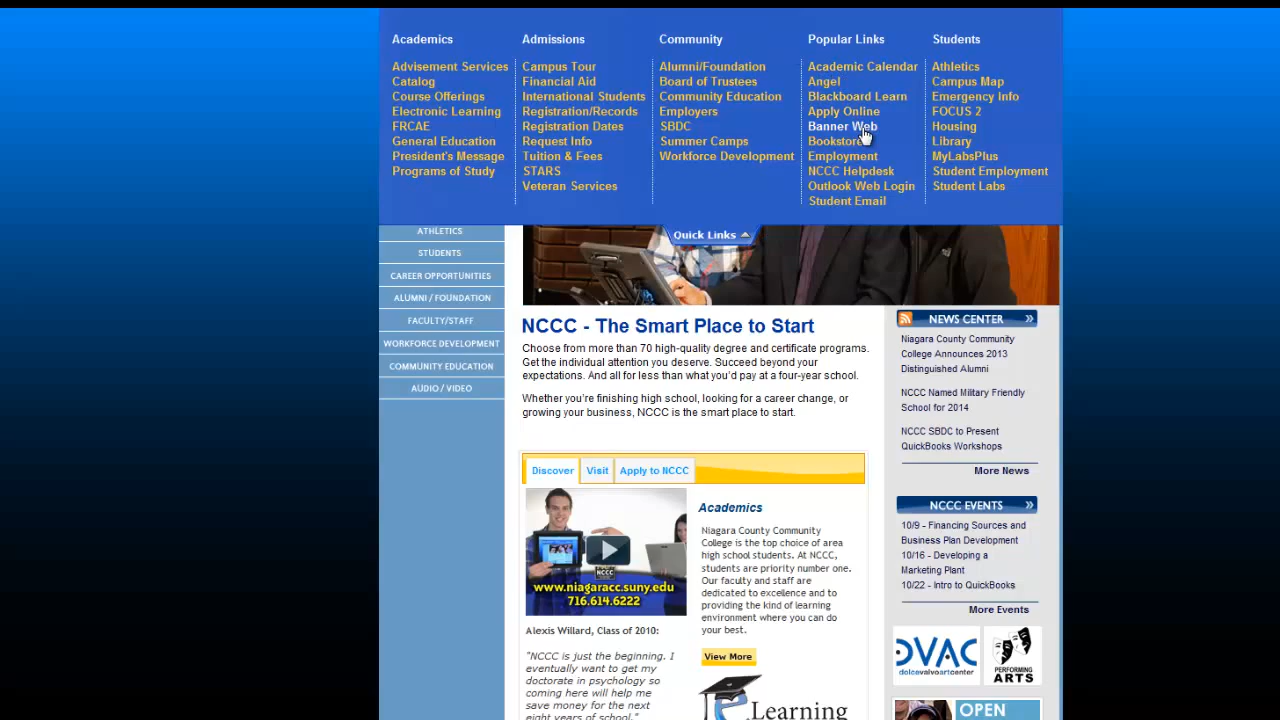 Academics
Advisement Services
Catalog
Course Offerings
Electronic Learning
FRCAE
General Education
President's Message
Programs of Study
Admissions
Campus Tour
Financial Aid
International Students
Registration/Records
Registration Dates
Request Info
Tuition & Fees
STARS
Veteran Services
Community
Alumni/Foundation
Board of Trustees
Community Education
Employers
SBDC
Summer Camps
Workforce Development
Popular Links
Academic Calendar
Angel
Blackboard Learn
Apply Online
Banner Web
Bookstore
Employment
NCCC Helpdesk
Outlook Web Login
Student Email
Students
Athletics
Campus Map
Emergency Info
FOCUS 2
Housing
Library
MyLabsPlus
Student Employment
Student Labs
Quick Links
ATHLETICS
STUDENTS
CAREER OPPORTUNITIES
ALUMNI / FOUNDATION
FACULTY/STAFF
WORKFORCE DEVELOPMENT
COMMUNITY EDUCATION
AUDIO / VIDEO
NCCC - The Smart Place to Start
Choose from more than 70 high-quality degree and certificate programs.
Get the individual attention you deserve. Succeed beyond your
expectations. And all for less than what you'd pay at a four-year school.
Whether you're finishing high school, looking for a career change, or
growing your business, NCCC is the smart place to start.
Discover
Visit
Apply to NCCC
NCCC
www.niagaracc.suny.edu
716.614.6222
Alexis Willard, Class of 2010:
"NCCC is just the beginning. I
eventually want to get my
doctorate in psychology so
coming here will help me
save money for the next
eight years of school."
Academics
Niagara County Community
College is the top choice of area
high school students. At NCCC,
students are priority number one.
Our faculty and staff are
dedicated to excellence and to
providing the kind of learning
environment where you can do
your best.
View More
e Learning
NEWS CENTER »
Niagara County Community
College Announces 2013
Distinguished Alumni
NCCC Named Military Friendly
School for 2014
NCCC SBDC to Present
QuickBooks Workshops
More News
NCCC EVENTS »
10/9 - Financing Sources and
Business Plan Development
10/16 - Developing a
Marketing Plant
10/22 - Intro to QuickBooks
More Events
DVAC
dolcevalvoartcenter
PERFORMING
ARTS
OPEN